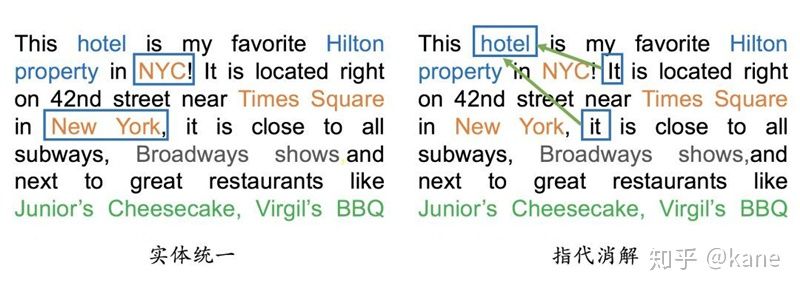 This hotel is my favorite Hilton
property in NYC! It is located right
on 42nd street near Times Square
in New York, it is close to all
subways, Broadways shows,and
next to great restaurants like
Junior's Cheesecake, Virgil's BBQ
实体统一
This hotel is my favorite Hilton
property in NYC! It is located right
on 42nd street near Times Square
in New York, it is close to all
subways, Broadways shows,and
next to great restaurants like
Junior's Cheesecake, Virgil's BBQ
指代消解
知乎 @kane